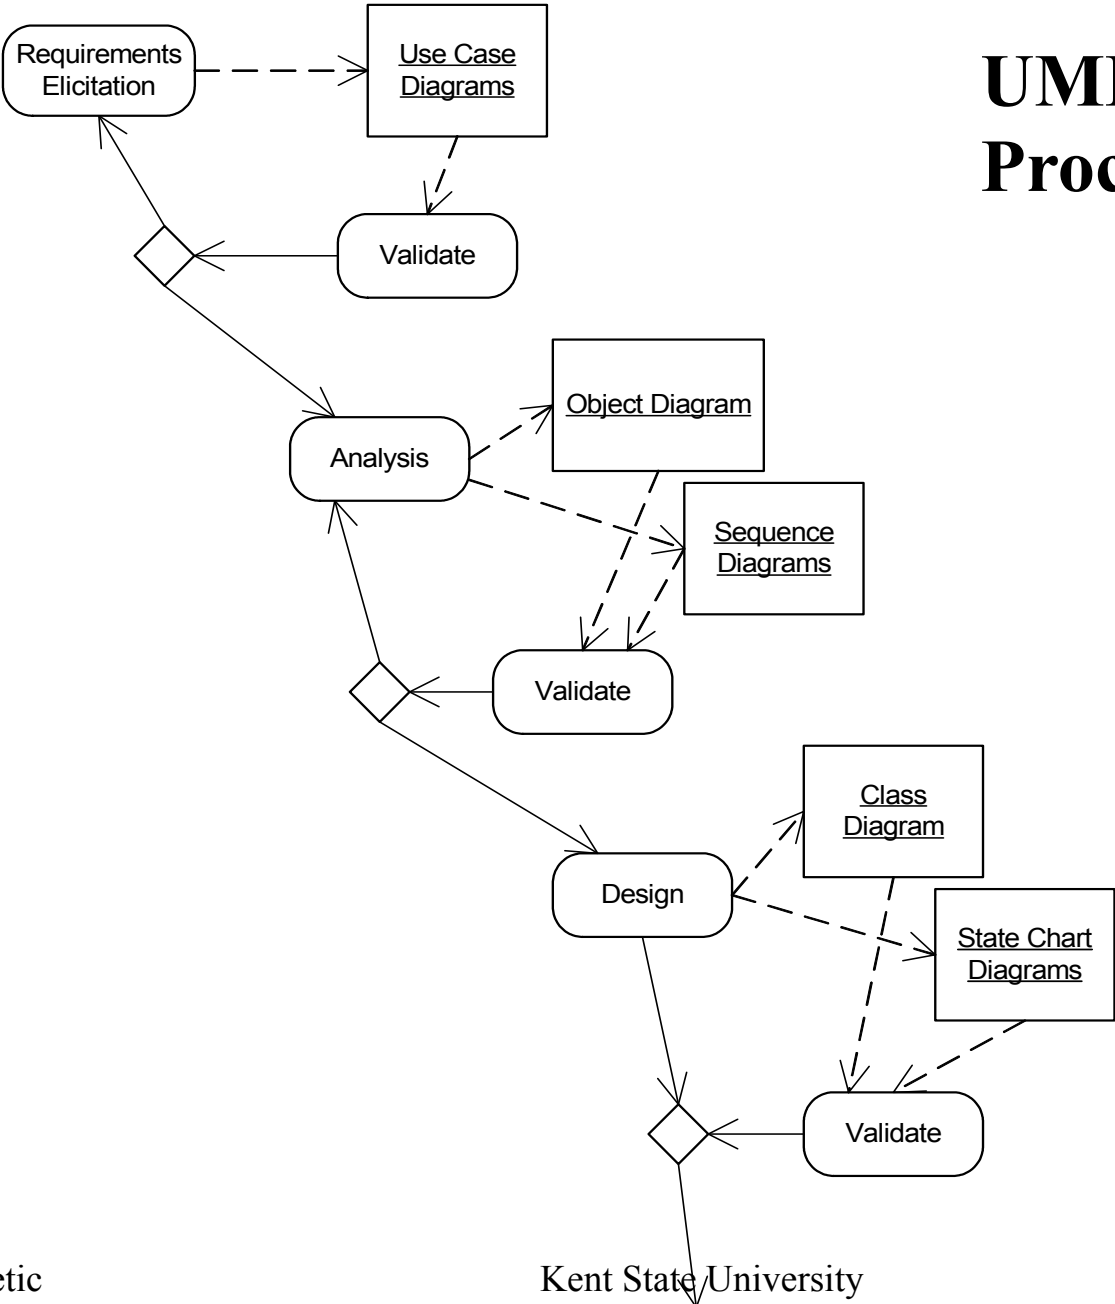 Requirements
Elicitation
Use Case
Diagrams
UML
Proc
Validate
Analysis
Object Diagram
Sequence
Diagrams
Validate
Class
Diagram
Design
State Chart
Diagrams
Validate
etic
Kent State University